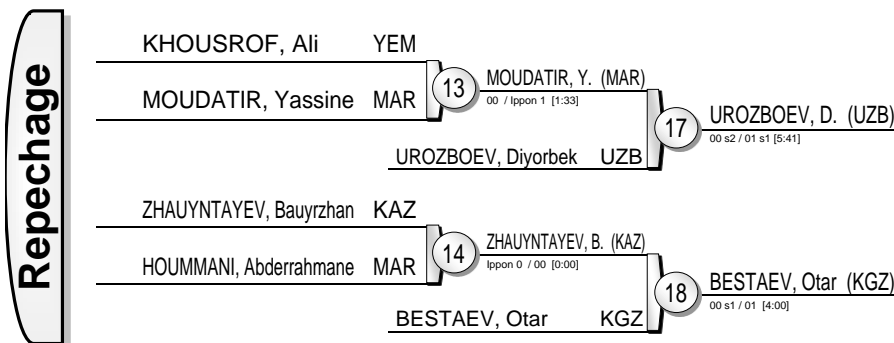 Repechage
KHOUSROF, Ali YEM
13
MOUDATIR, Y. (MAR)
00 / Ippon 1 [1:33]
MOUDATIR, Yassine MAR
17
UROZBOEV, D. (UZB)
00 s2 / 01 s1 [5:41]
UROZBOEV, Diyorbek UZB
ZHAUYNTAYEV, Bauyrzhan KAZ
14
ZHAUYNTAYEV, B. (KAZ)
Ippon 0 / 00 [0:00]
HOUMMANI, Abderrahmane MAR
18
BESTAEV, Otar (KGZ)
00 s1 / 01 [4:00]
BESTAEV, Otar KGZ